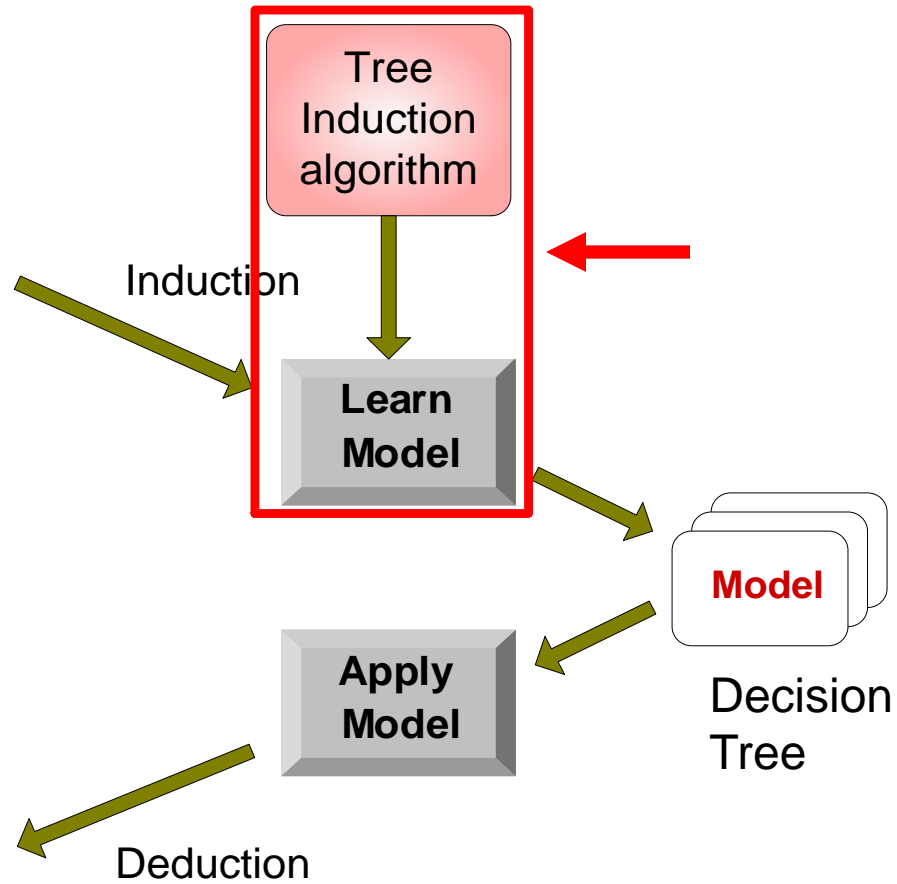 Tree
Induction
algorithm
Induction
Learn
Model
Model
Decision
Tree
Apply
Model
Deduction